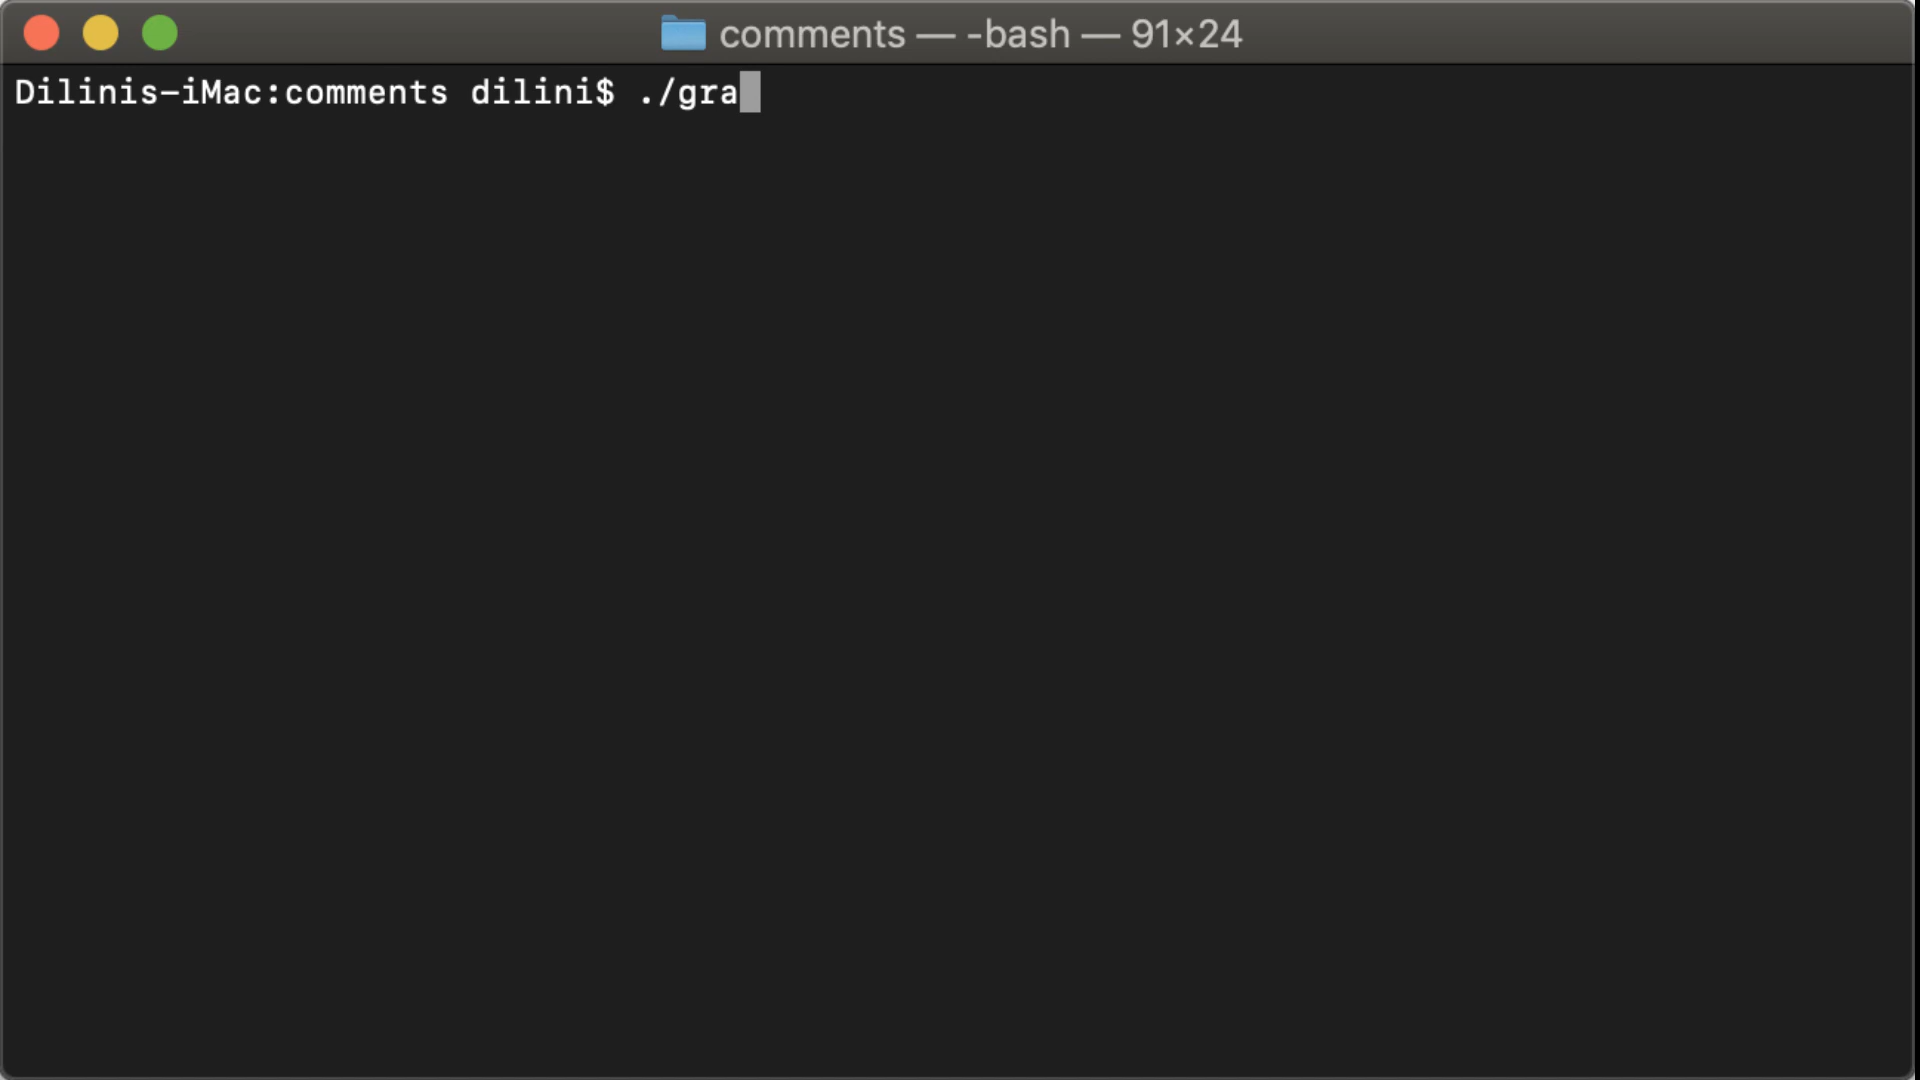 comments — -bash — 91×24
Dilinis-iMac:comments dilini$ ./gra